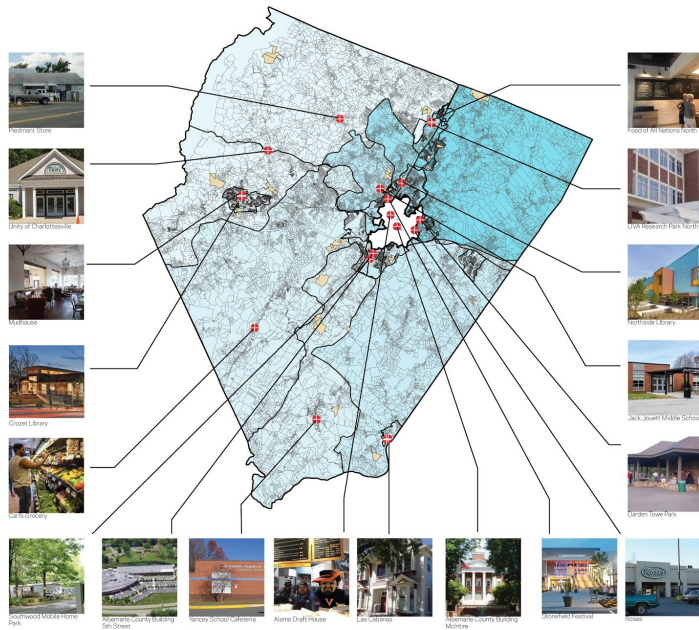 Piedmont Store
Unity of Charlottesville
Mudhouse
Crozet Library
Carl's Grocery
Food of All Nations North
UVA Research Park North
Northside Library
Jack Jouett Middle School
Darden Towe Park
Southwood Mobile Home
Park
Albemarle County Building
5th Street
Yancey School Cafeteria
Alamo Draft House
Las Cabanas
Albemarle County Building
McIntire
Stonefield Festival
Roses